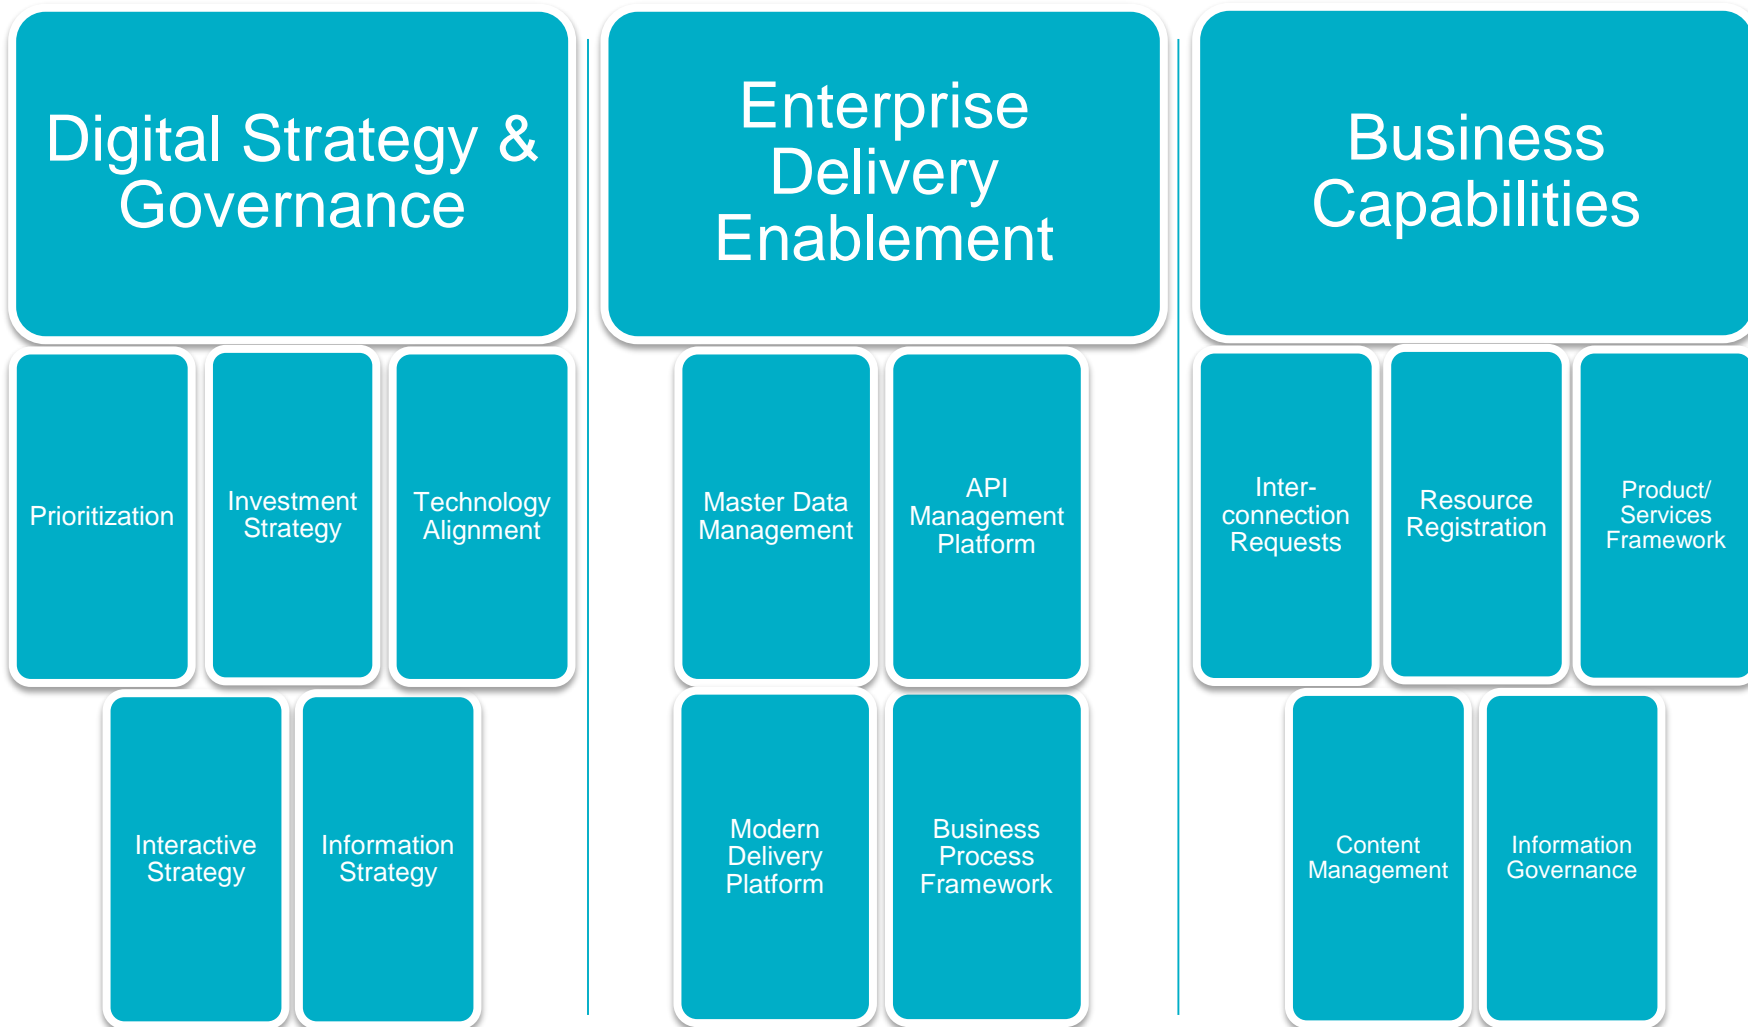 Digital Strategy &
Governance
Enterprise
Delivery
Enablement
Business
Capabilities
Prioritization
Investment
Strategy
Technology
Alignment
Master Data
Management
API
Management
Platform
Inter-
connection
Requests
Resource
Registration
Product/
Services
Framework
Interactive
Strategy
Information
Strategy
Modern
Delivery
Platform
Business
Process
Framework
Content
Management
Information
Governance